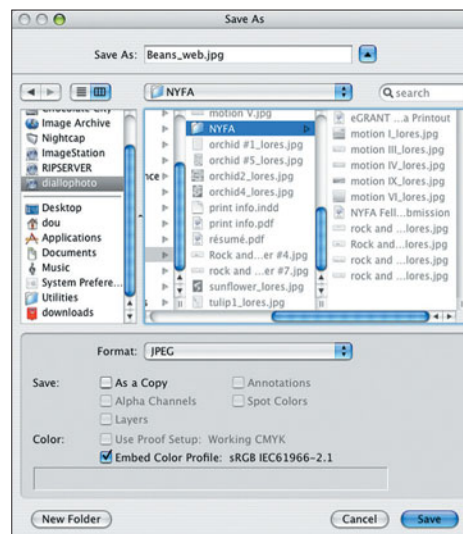 Save As
Save As: Beans_web.jpg
NYFA
search
Image Archive
Nightcap
ImageStation
RIPSERVER
diallophoto
Desktop
dou
Applications
Documents
Music
System Prefere...
Utilities
downloads
motion V.jpg
NYFA
orchid #1_lores.jpg
orchid #5_lores.jpg
orchid2_lores.jpg
orchid4_lores.jpg
print info.indd
print info.pdf
résumé.pdf
Rock and...er #4.jpg
rock and ...er #7.jpg
sunflower_lores.jpg
tulip1_lores.jpg
eGRANT ...a Printout
motion I_lores.jpg
motion III_lores.jpg
motion IV_lores.jpg
motion IX_lores.jpg
motion VI_lores.jpg
NYFA Fell...bmission
rock and ...lores.jpg
Rock and ...lores.jpg
rock and ...lores.jpg
rock and ...lores.jpg
Format: JPEG
Save: As a Copy Annotations
Alpha Channels Spot Colors
Layers
Color: Use Proof Setup: Working CMYK
Embed Color Profile: sRGB IEC61966-2.1
New Folder Cancel Save